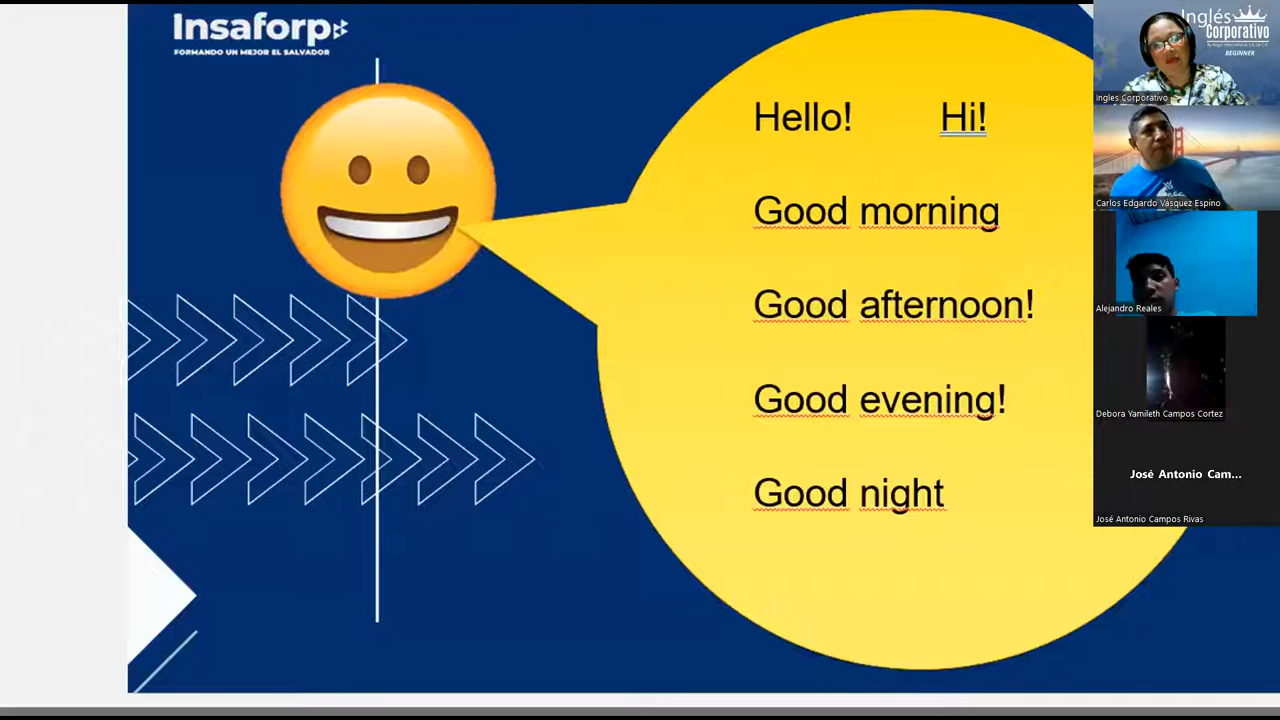 Insaforp
FORMANDO UN MEJOR EL SALVADOR
Hello! Hi!
Good morning
Good afternoon!
Good evening!
Good night
Inglés
Corporativo
BEGINNER
Ingles Corporativo
Carlos Edgardo Vásquez Espino
Alejandro Reales
Debora Yamileth Campos Cortez
José Antonio Cam...
José Antonio Campos Rivas